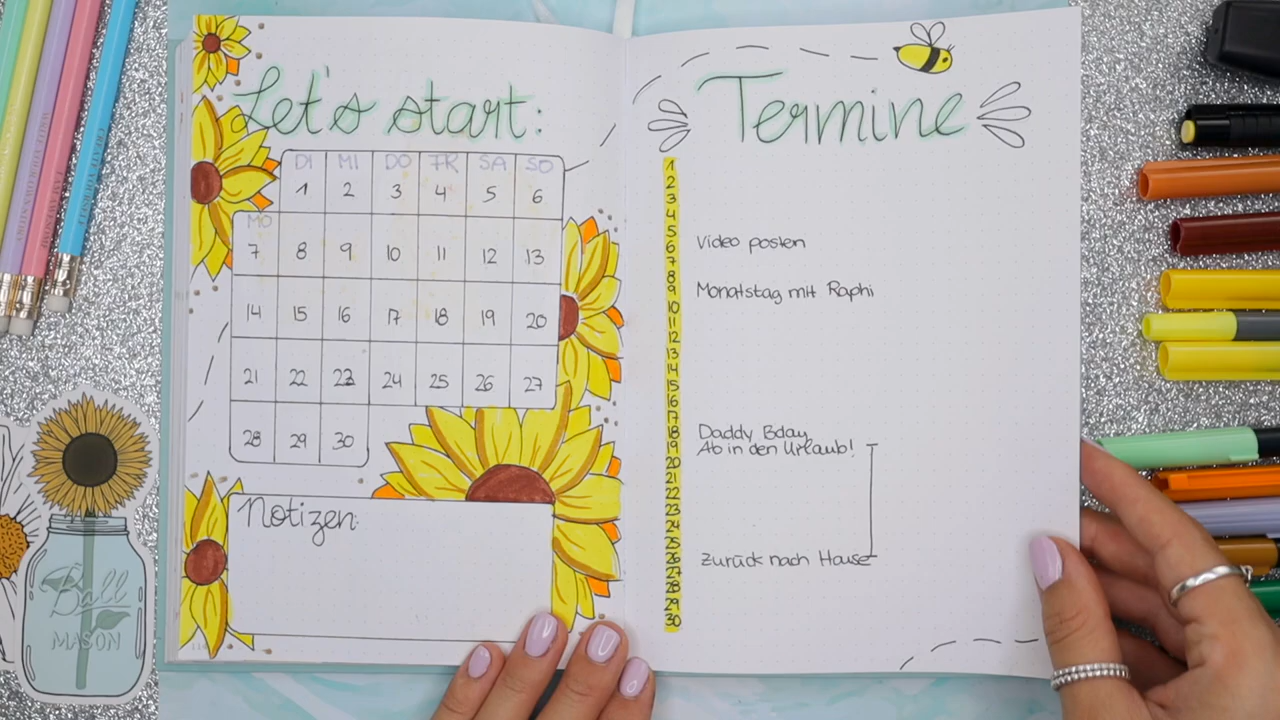 Let's start:
DI MI DO FR SA SO
1 2 3 4 5 6
MO
7 8 9 10 11 12 13
14 15 16 17 18 19 20
21 22 23 24 25 26 27
28 29 30
Notizen:
Termine
1
2
3
4
5
6 Video posten
7
8
9 Monatstag mit Raphi
10
11
12
13
14
15
16
17
18 Daddy Bday
19 Ab in den Urlaub!
20
21
22
23
24
25
26 Zurück nach Hause
27
28
29
30
Ball
MASON